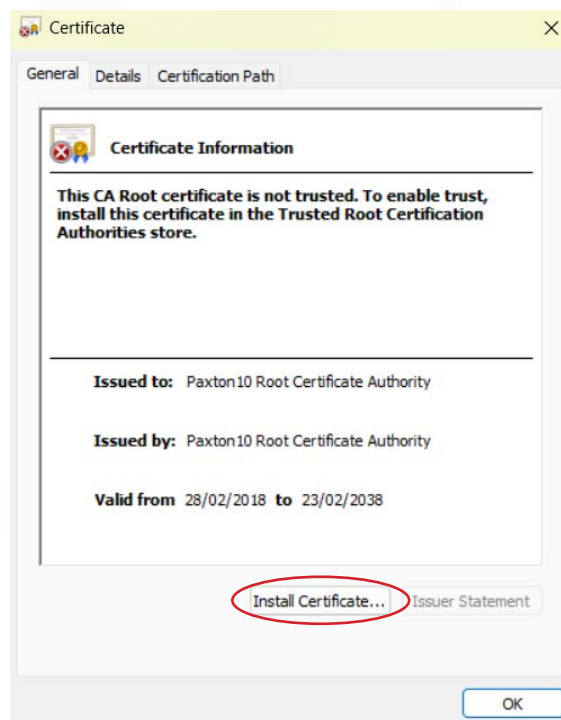 Certificate
General Details Certification Path
Certificate Information
This CA Root certificate is not trusted. To enable trust,
install this certificate in the Trusted Root Certification
Authorities store.
Issued to: Paxton10 Root Certificate Authority
Issued by: Paxton10 Root Certificate Authority
Valid from 28/02/2018 to 23/02/2038
Install Certificate... Issuer Statement
OK